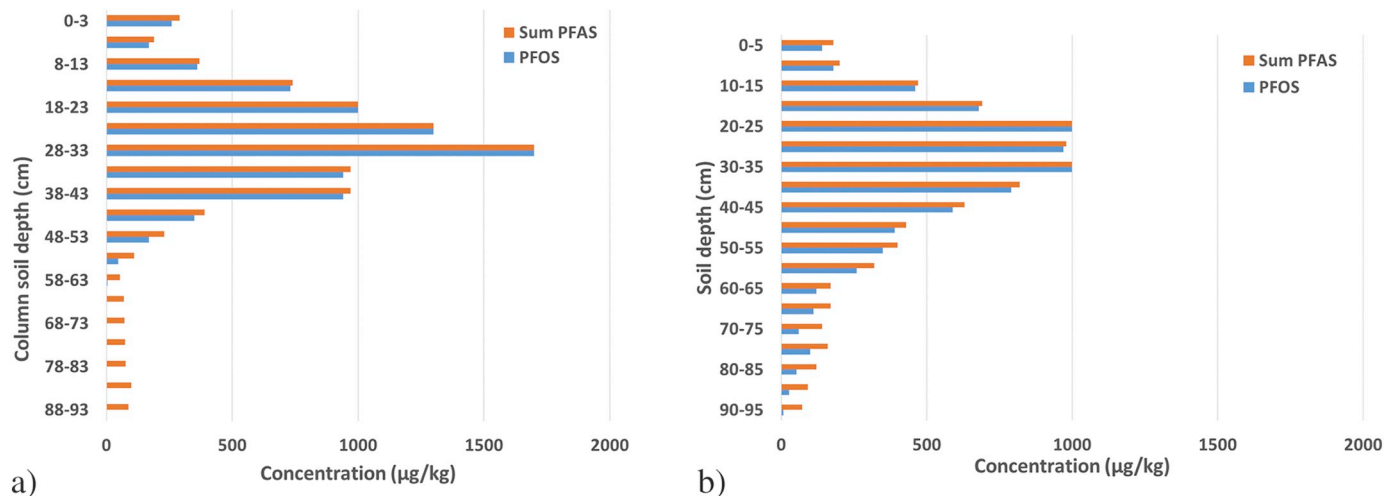 0-3
8-13
18-23
28-33
38-43
48-53
58-63
68-73
78-83
88-93
Column soil depth (cm)
Sum PFAS
PFOS
0 500 1000 1500 2000
Concentration (µg/kg)
a)
0-5
10-15
20-25
30-35
40-45
50-55
60-65
70-75
80-85
90-95
Soil depth (cm)
Sum PFAS
PFOS
0 500 1000 1500 2000
Concentration (µg/kg)
b)